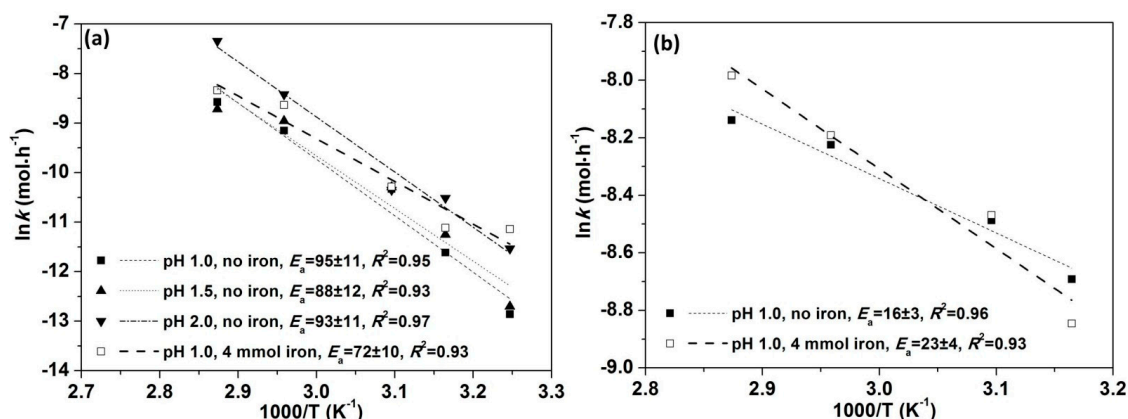 (a)
ln k (mol·h⁻¹)
-7
-8
-9
-10
-11
-12
-13
-14
pH 1.0, no iron, Eₐ=95±11, R²=0.95
pH 1.5, no iron, Eₐ=88±12, R²=0.93
pH 2.0, no iron, Eₐ=93±11, R²=0.97
pH 1.0, 4 mmol iron, Eₐ=72±10, R²=0.93
2.7 2.8 2.9 3.0 3.1 3.2 3.3
1000/T (K⁻¹)
(b)
ln k (mol·h⁻¹)
-7.8
-8.0
-8.2
-8.4
-8.6
-8.8
-9.0
pH 1.0, no iron, Eₐ=16±3, R²=0.96
pH 1.0, 4 mmol iron, Eₐ=23±4, R²=0.93
2.8 2.9 3.0 3.1 3.2
1000/T (K⁻¹)